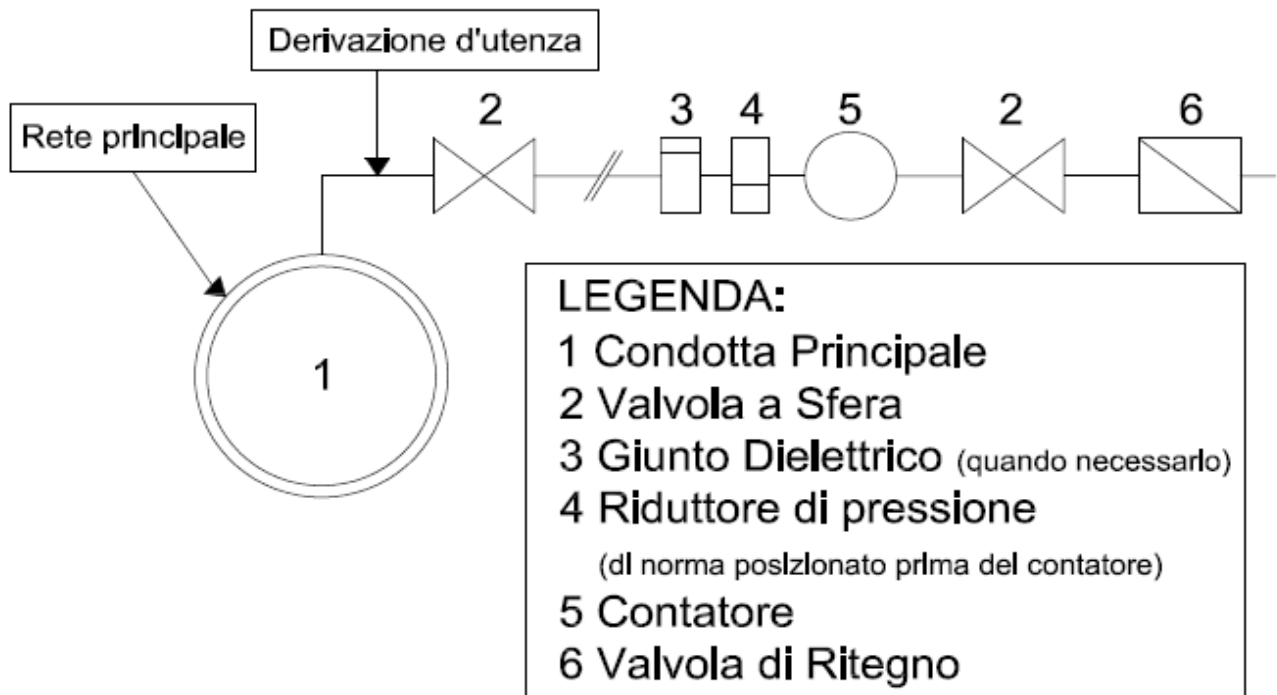 Derivazione d'utenza
Rete principale
2 3 4 5 2 6
1
LEGENDA:
1 Condotta Principale
2 Valvola a Sfera
3 Giunto Dielettrico (quando necessario)
4 Riduttore di pressione
(di norma posizionato prima del contatore)
5 Contatore
6 Valvola di Ritegno